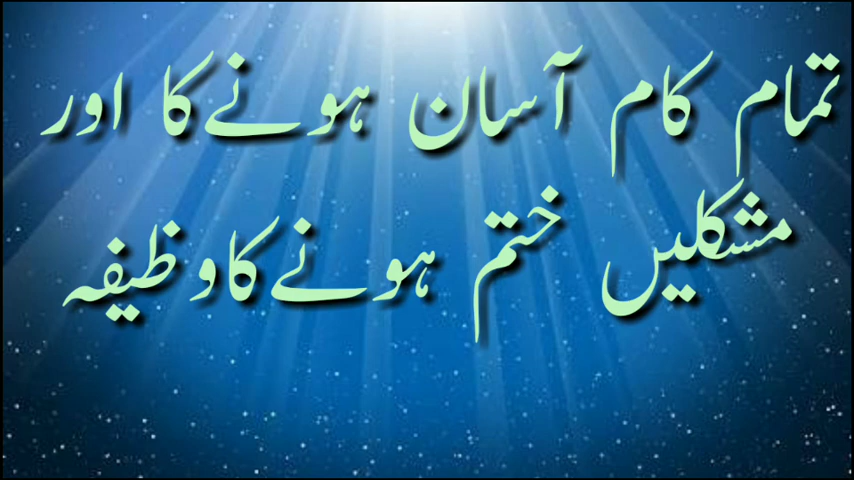 تمام کام آسان ہونے کا اور
مشکلیں ختم ہونے کا وظیفہ